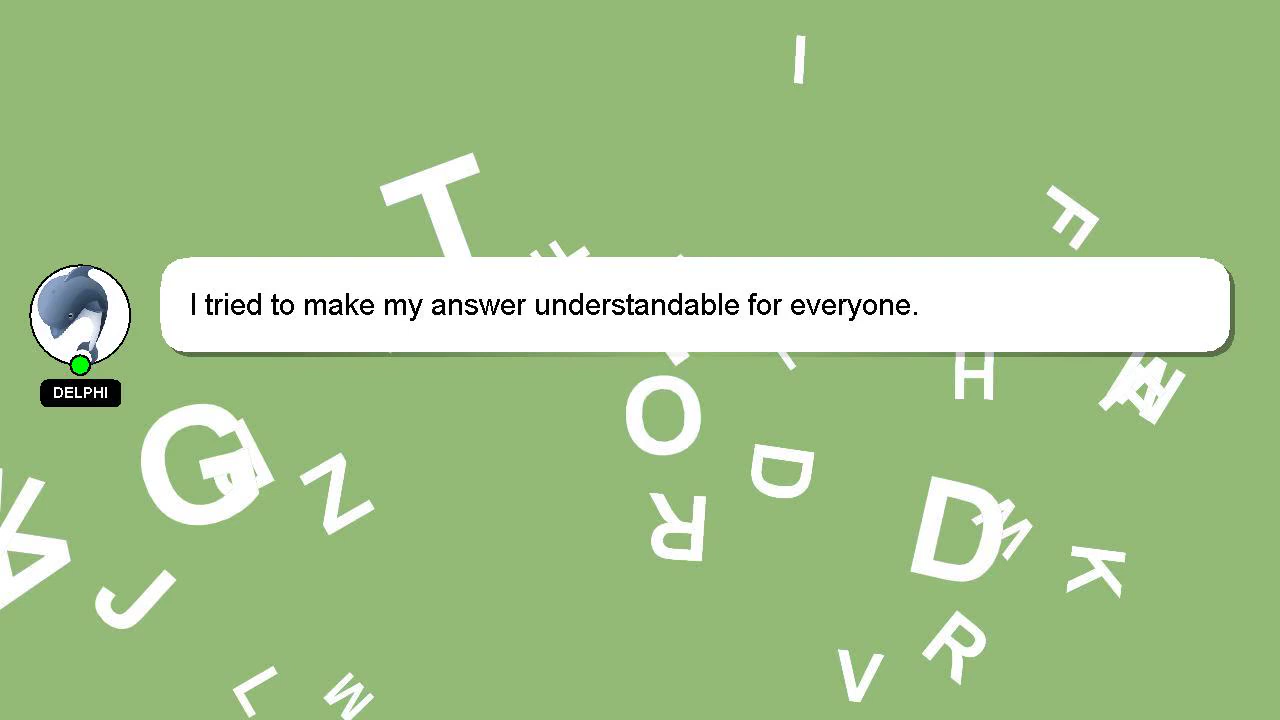 I
T
F
I tried to make my answer understandable for everyone.
DELPHI
H
O
G
N
D
R
D
M
K
J
R
V
L
M